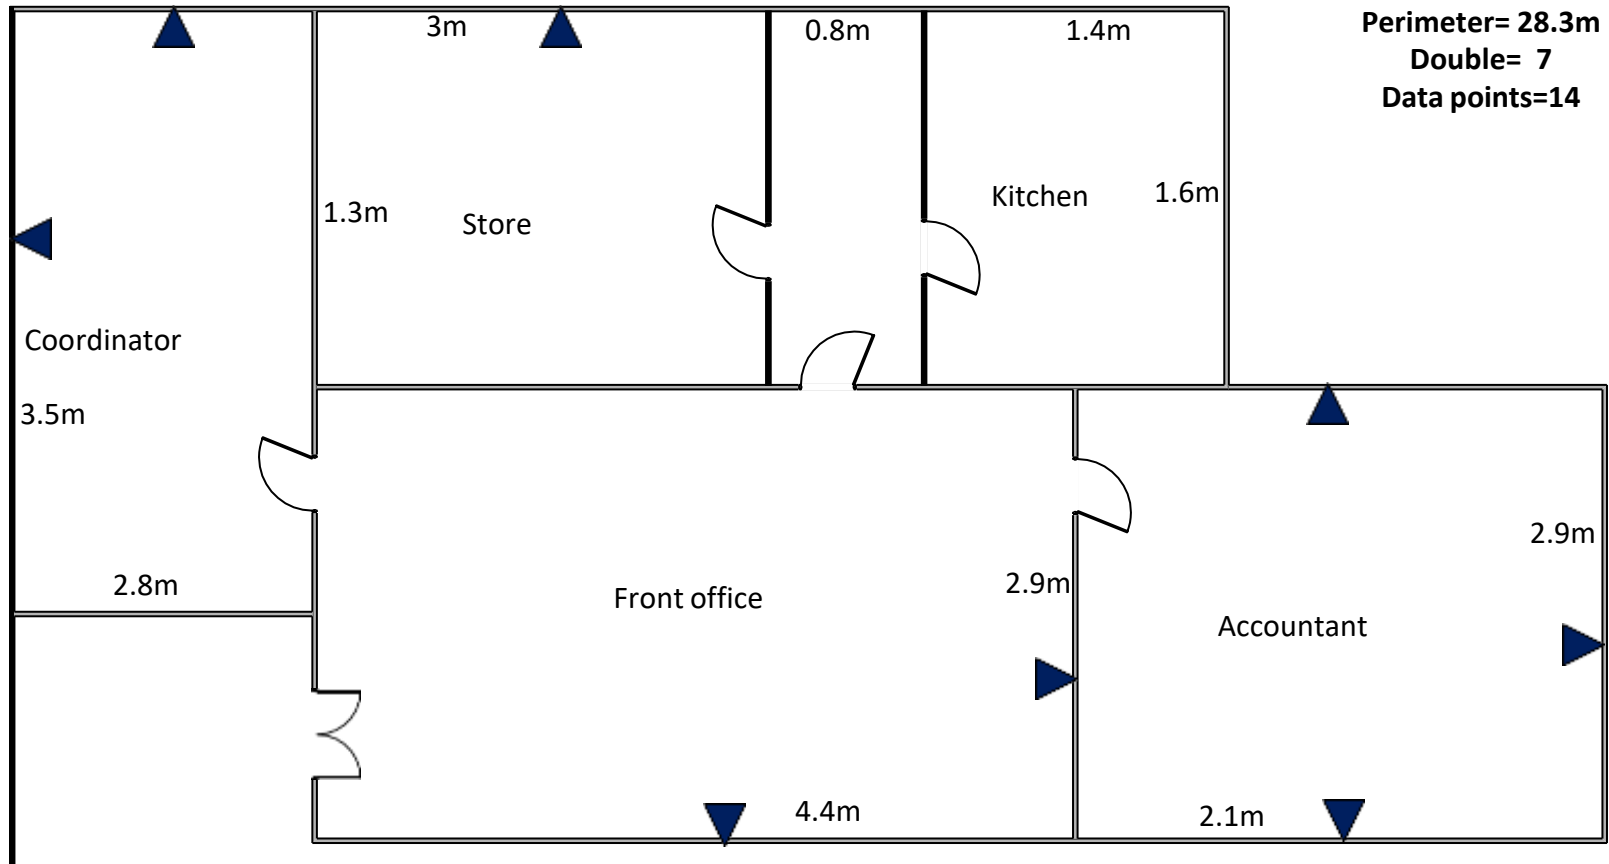 3m
0.8m
1.4m
Perimeter= 28.3m
Double=  7
Data points=14
1.3m
Store
Kitchen
1.6m
Coordinator
3.5m
2.8m
Front office
2.9m
2.9m
Accountant
4.4m
2.1m